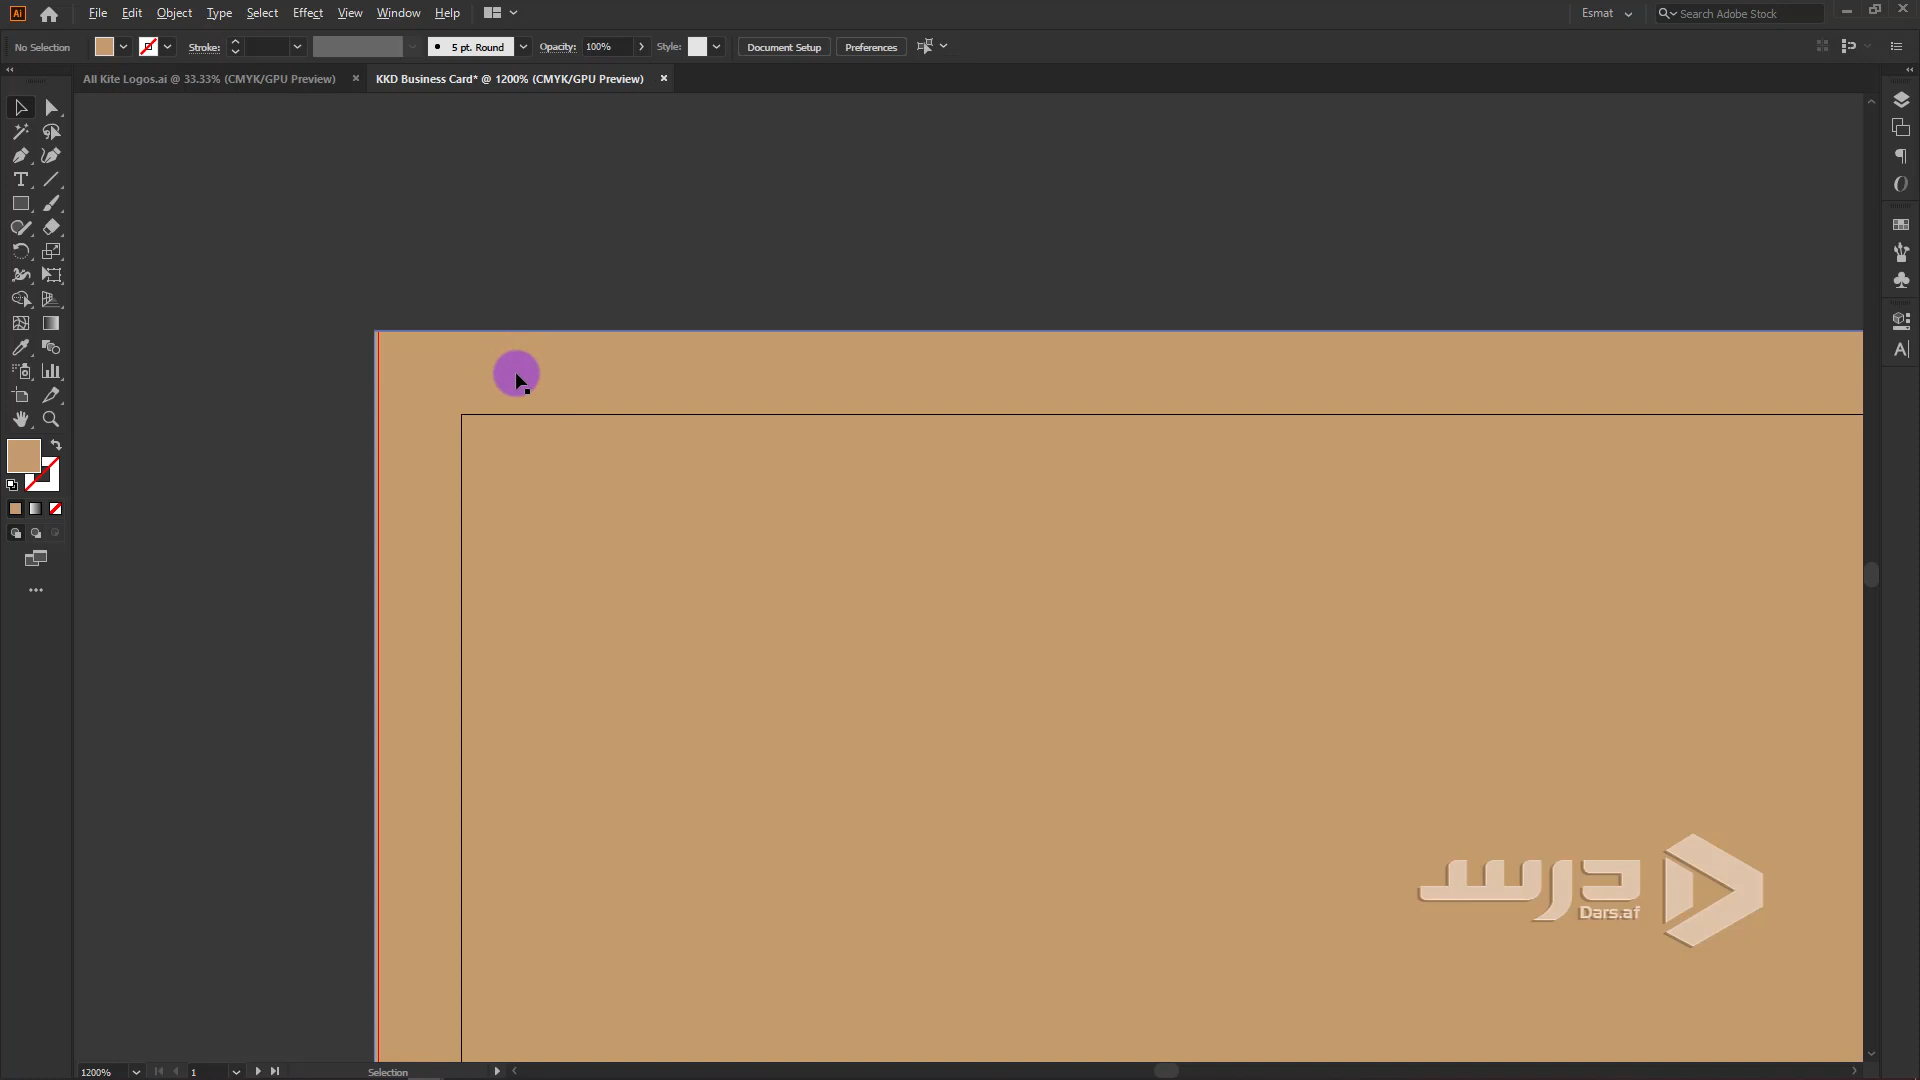 File Edit Object Type Select Effect View Window Help
Esmat
Search Adobe Stock
No Selection
Stroke:
5 pt. Round
Opacity: 100%
Style:
Document Setup
Preferences
All Kite Logos.ai @ 33.33% (CMYK/GPU Preview)
KKD Business Card* @ 1200% (CMYK/GPU Preview)
درس
Dars.af
1200%
1
Selection